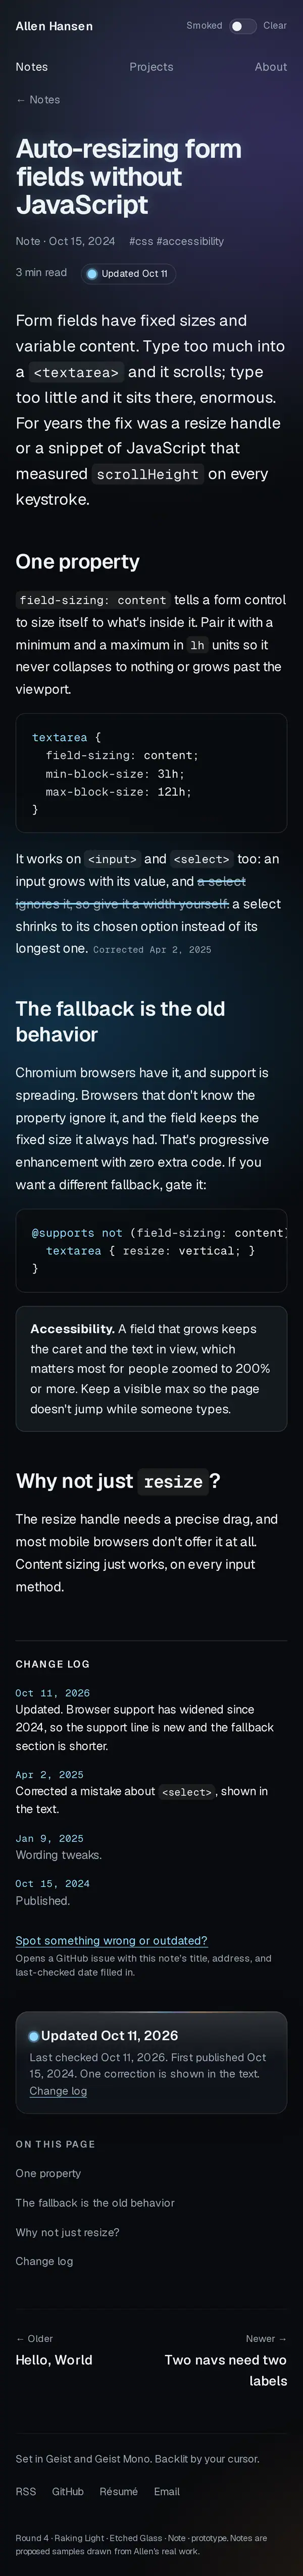 Allen Hansen
Smoked Clear
Notes Projects About
← Notes
Auto-resizing form
fields without
JavaScript
Note · Oct 15, 2024 #css #accessibility
3 min read Updated Oct 11
Form fields have fixed sizes and
variable content. Type too much into
a <textarea> and it scrolls; type
too little and it sits there, enormous.
For years the fix was a resize handle
or a snippet of JavaScript that
measured scrollHeight on every
keystroke.
One property
field-sizing: content tells a form control
to size itself to what's inside it. Pair it with a
minimum and a maximum in lh units so it
never collapses to nothing or grows past the
viewport.
textarea {
field-sizing: content;
min-block-size: 3lh;
max-block-size: 12lh;
}
It works on <input> and <select> too: an
input grows with its value, and a select
ignores it, so give it a width yourself. a select
shrinks to its chosen option instead of its
longest one. Corrected Apr 2, 2025
The fallback is the old
behavior
Chromium browsers have it, and support is
spreading. Browsers that don't know the
property ignore it, and the field keeps the
fixed size it always had. That's progressive
enhancement with zero extra code. If you
want a different fallback, gate it:
@supports not (field-sizing: content)
textarea { resize: vertical; }
}
Accessibility. A field that grows keeps
the caret and the text in view, which
matters most for people zoomed to 200%
or more. Keep a visible max so the page
doesn't jump while someone types.
Why not just resize?
The resize handle needs a precise drag, and
most mobile browsers don't offer it at all.
Content sizing just works, on every input
method.
CHANGE LOG
Oct 11, 2026
Updated. Browser support has widened since
2024, so the support line is new and the fallback
section is shorter.
Apr 2, 2025
Corrected a mistake about <select>, shown in
the text.
Jan 9, 2025
Wording tweaks.
Oct 15, 2024
Published.
Spot something wrong or outdated?
Opens a GitHub issue with this note's title, address, and
last-checked date filled in.
Updated Oct 11, 2026
Last checked Oct 11, 2026. First published Oct
15, 2024. One correction is shown in the text.
Change log
ON THIS PAGE
One property
The fallback is the old behavior
Why not just resize?
Change log
← Older Newer →
Hello, World Two navs need two
labels
Set in Geist and Geist Mono. Backlit by your cursor.
RSS GitHub Résumé Email
Round 4 · Raking Light · Etched Glass · Note · prototype. Notes are
proposed samples drawn from Allen's real work.